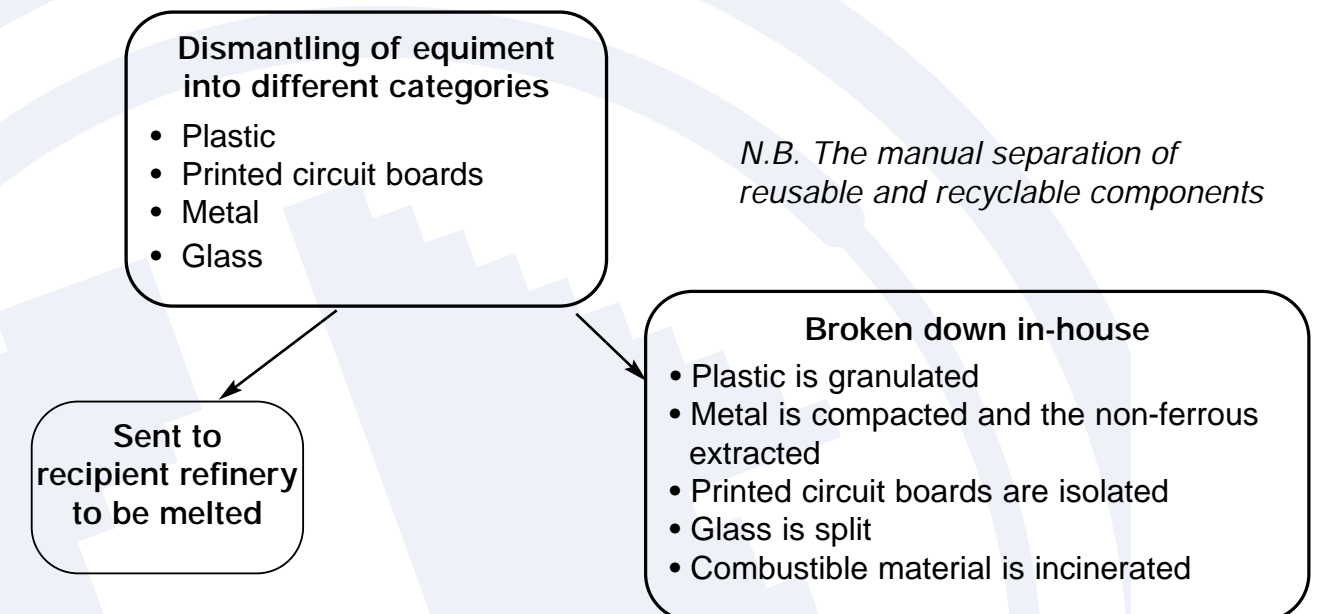 Dismantling of equiment
into different categories
• Plastic
• Printed circuit boards
• Metal
• Glass
N.B. The manual separation of
reusable and recyclable components
Sent to
recipient refinery
to be melted
Broken down in-house
• Plastic is granulated
• Metal is compacted and the non-ferrous
extracted
• Printed circuit boards are isolated
• Glass is split
• Combustible material is incinerated